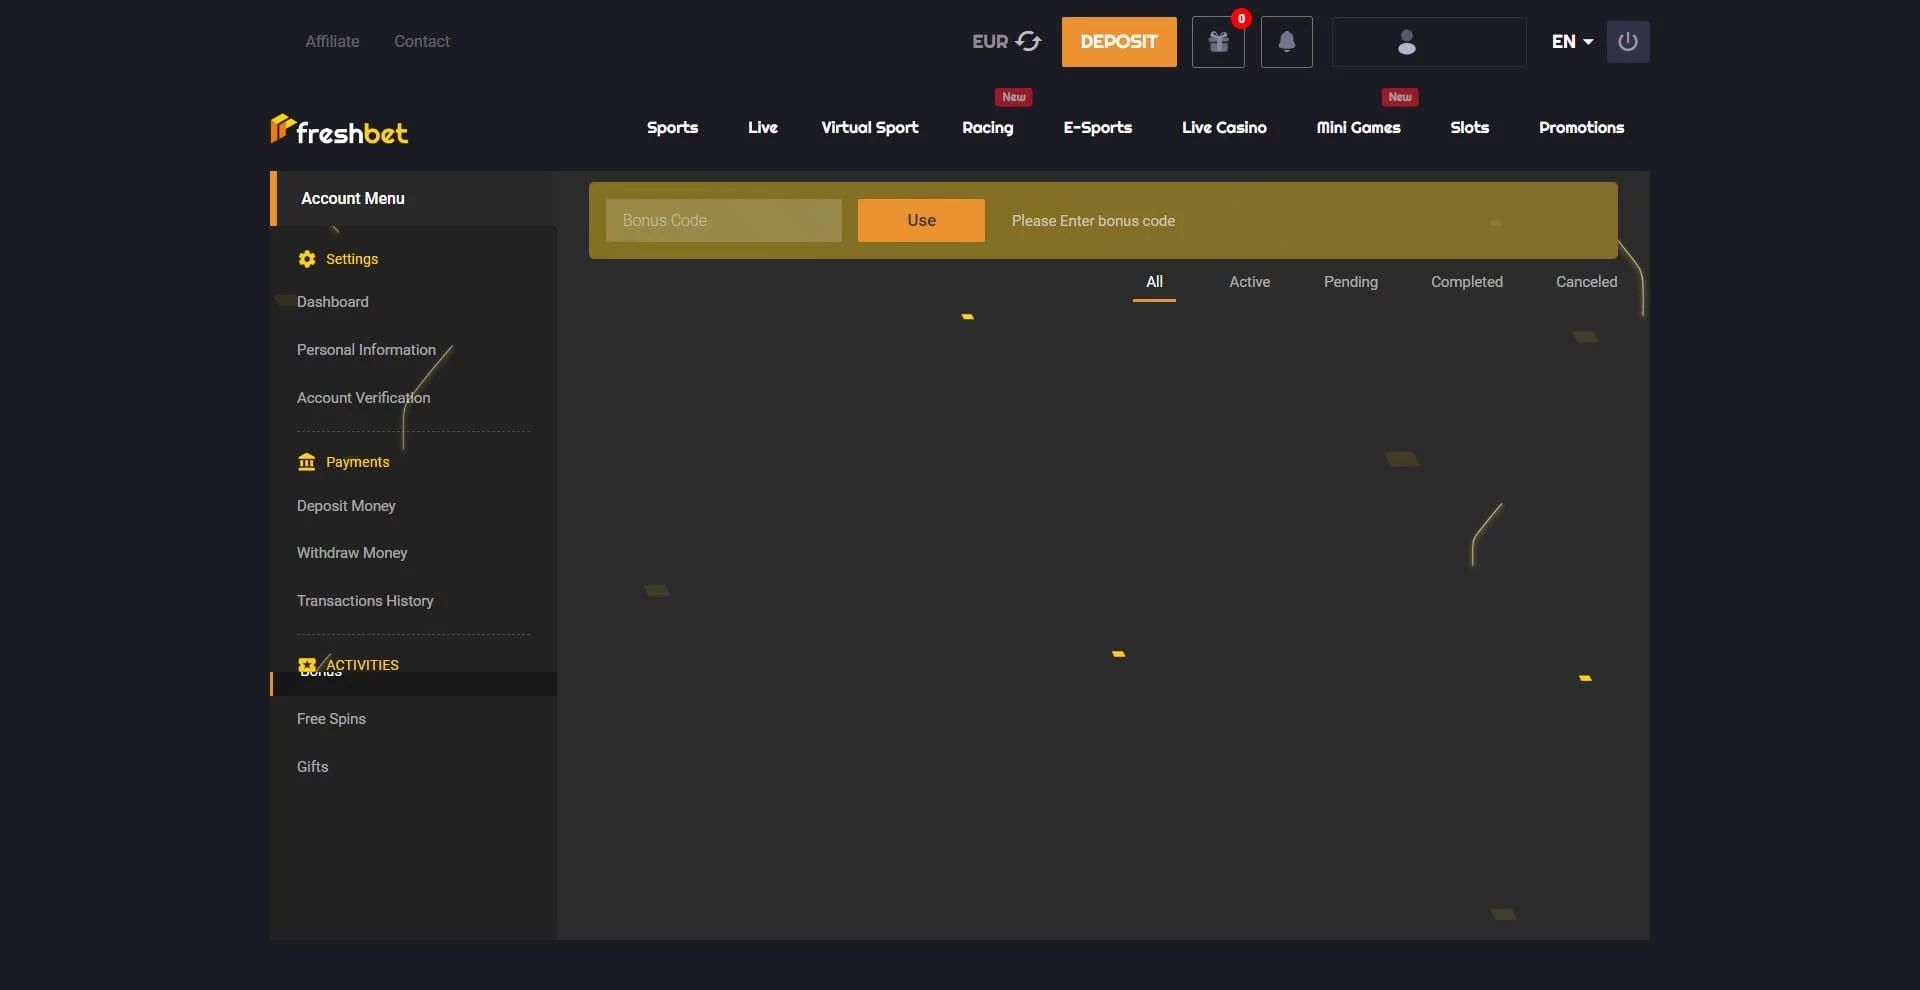 Affiliate Contact EUR DEPOSIT 0 EN
New New
freshbet Sports Live Virtual Sport Racing E-Sports Live Casino Mini Games Slots Promotions
Account Menu
Settings
Dashboard
Personal Information
Account Verification
Payments
Deposit Money
Withdraw Money
Transactions History
ACTIVITIES
Bonus
Free Spins
Gifts
Bonus Code Use Please Enter bonus code
All Active Pending Completed Canceled